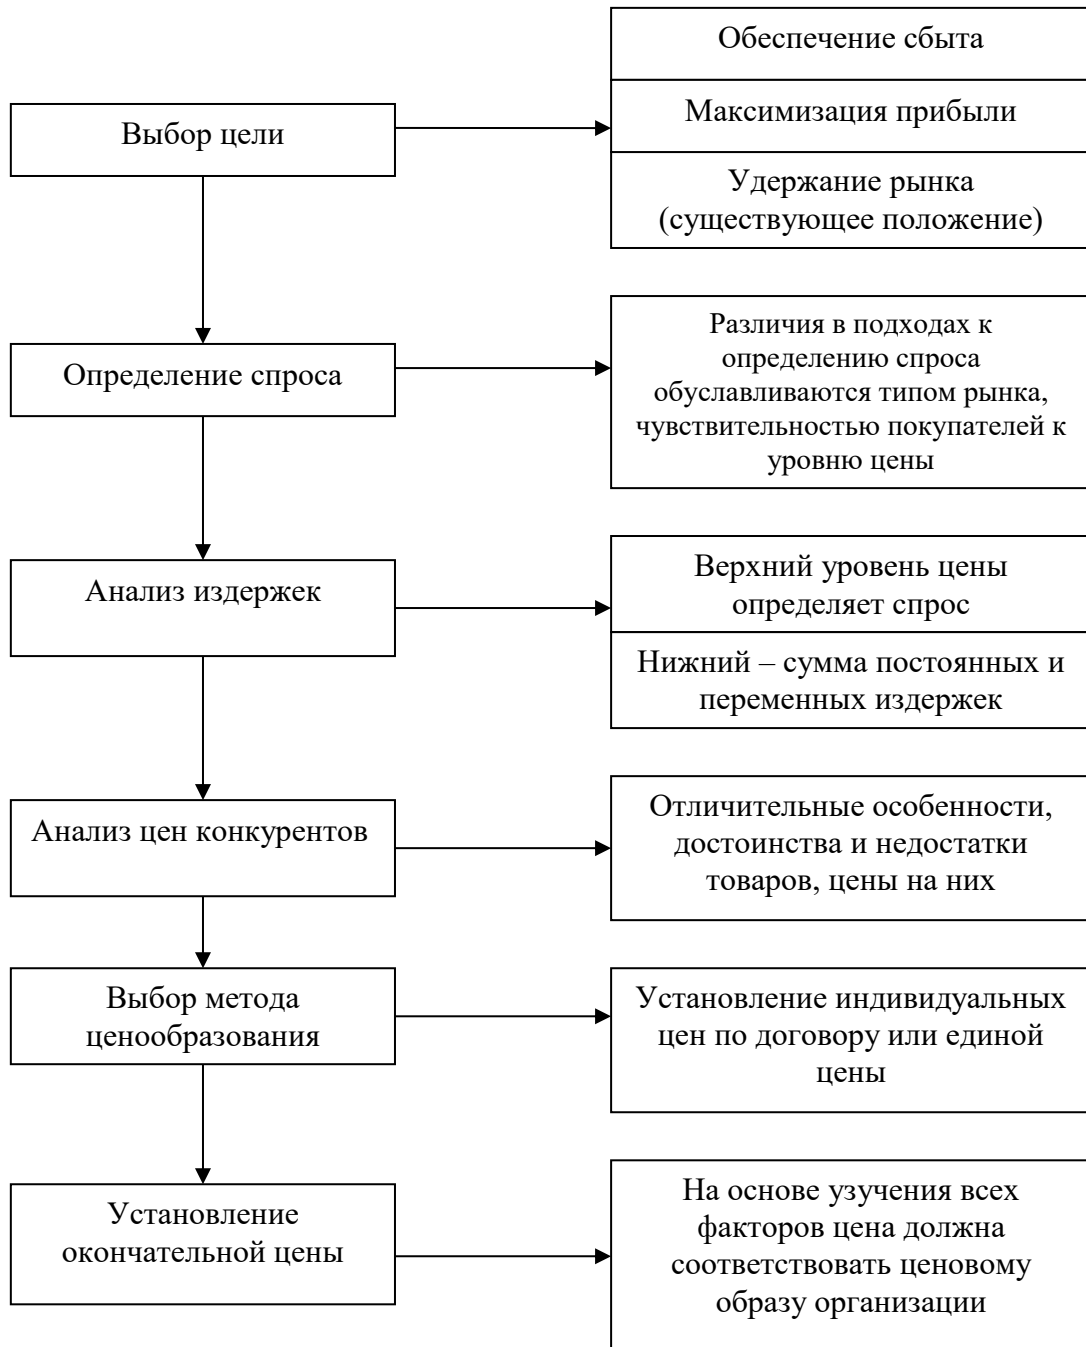 Обеспечение сбыта
Выбор цели
Максимизация прибыли
Удержание рынка
(существующее положение)
Определение спроса
Различия в подходах к
определению спроса
обуславливаются типом рынка,
чувствительностью покупателей к
уровню цены
Анализ издержек
Верхний уровень цены
определяет спрос
Нижний – сумма постоянных и
переменных издержек
Анализ цен конкурентов
Отличительные особенности,
достоинства и недостатки
товаров, цены на них
Выбор метода
ценообразования
Установление индивидуальных
цен по договору или единой
цены
Установление
окончательной цены
На основе узучения всех
факторов цена должна
соответствовать ценовому
образу организации